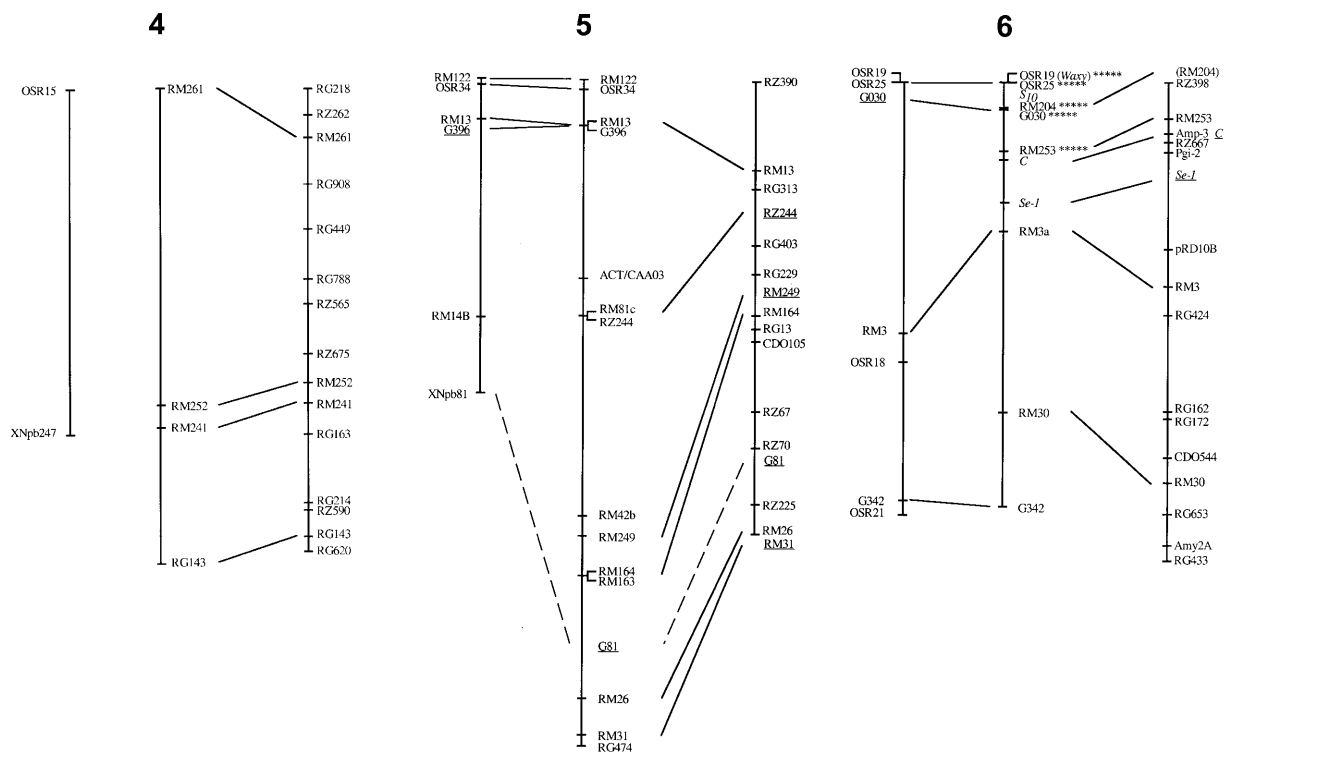 4
OSR15
XNpb247
RM261
RM252
RM241
RG143
RG218
RZ262
RM261
RG908
RG449
RG788
RZ565
RZ675
RM252
RM241
RG163
RG214
RZ590
RG143
RG620
5
RM122
OSR34
RM13
G396
RM14B
XNpb81
RM122
OSR34
RM13
G396
ACT/CAA03
RM81c
RZ244
RM42b
RM249
RM164
RM163
G81
RM26
RM31
RG474
RZ390
RM13
RG313
RZ244
RG403
RG229
RM249
RM164
RG13
CDO105
RZ67
RZ70
G81
RZ225
RM26
RM31
6
OSR19
OSR25
G030
RM3
OSR18
G342
OSR21
OSR19 (Waxy) *****
OSR25 *****
S10
RM204 *****
G030 *****
RM253 *****
C
Se-1
RM3a
RM30
G342
(RM204)
RZ398
RM253
Amp-3 C
RZ667
Pgi-2
Se-1
pRD10B
RM3
RG424
RG162
RG172
CDO544
RM30
RG653
Amy2A
RG433